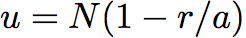 u = N(1 − r/a)